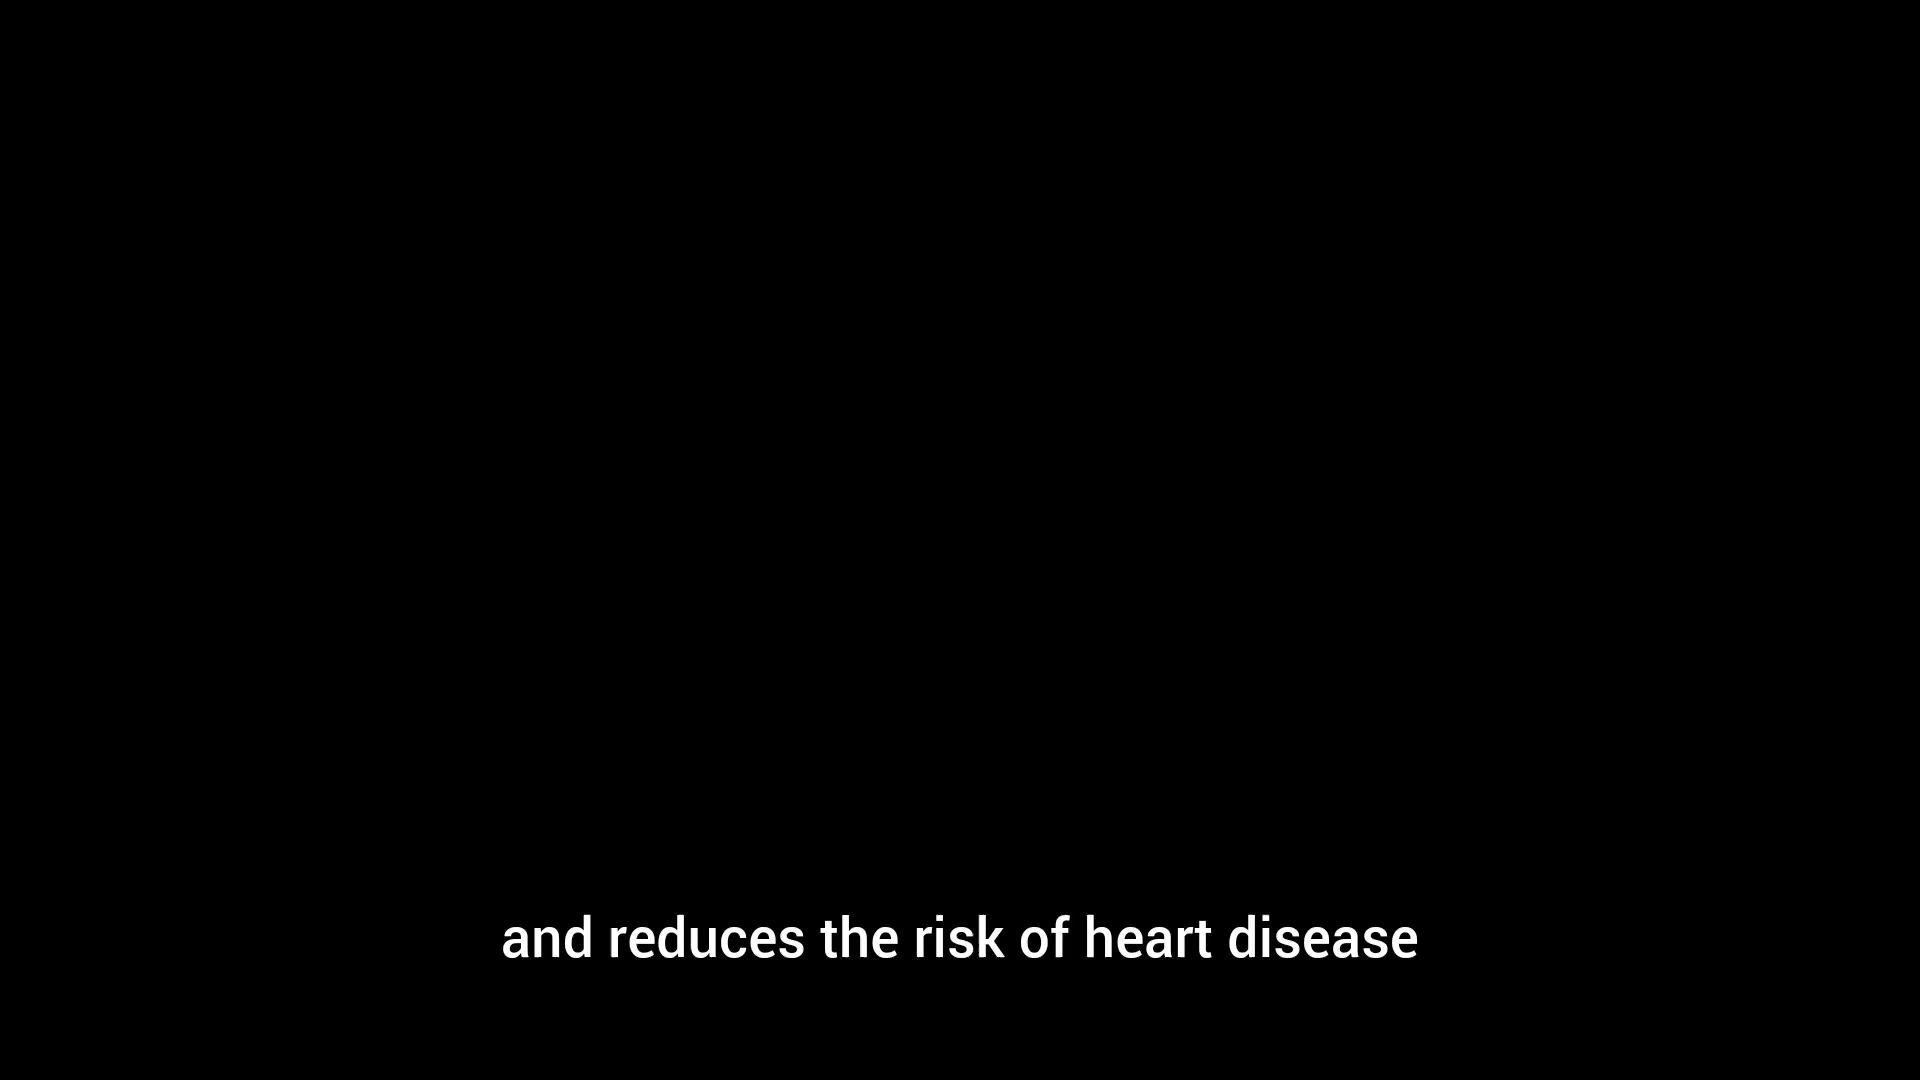 and reduces the risk of heart disease